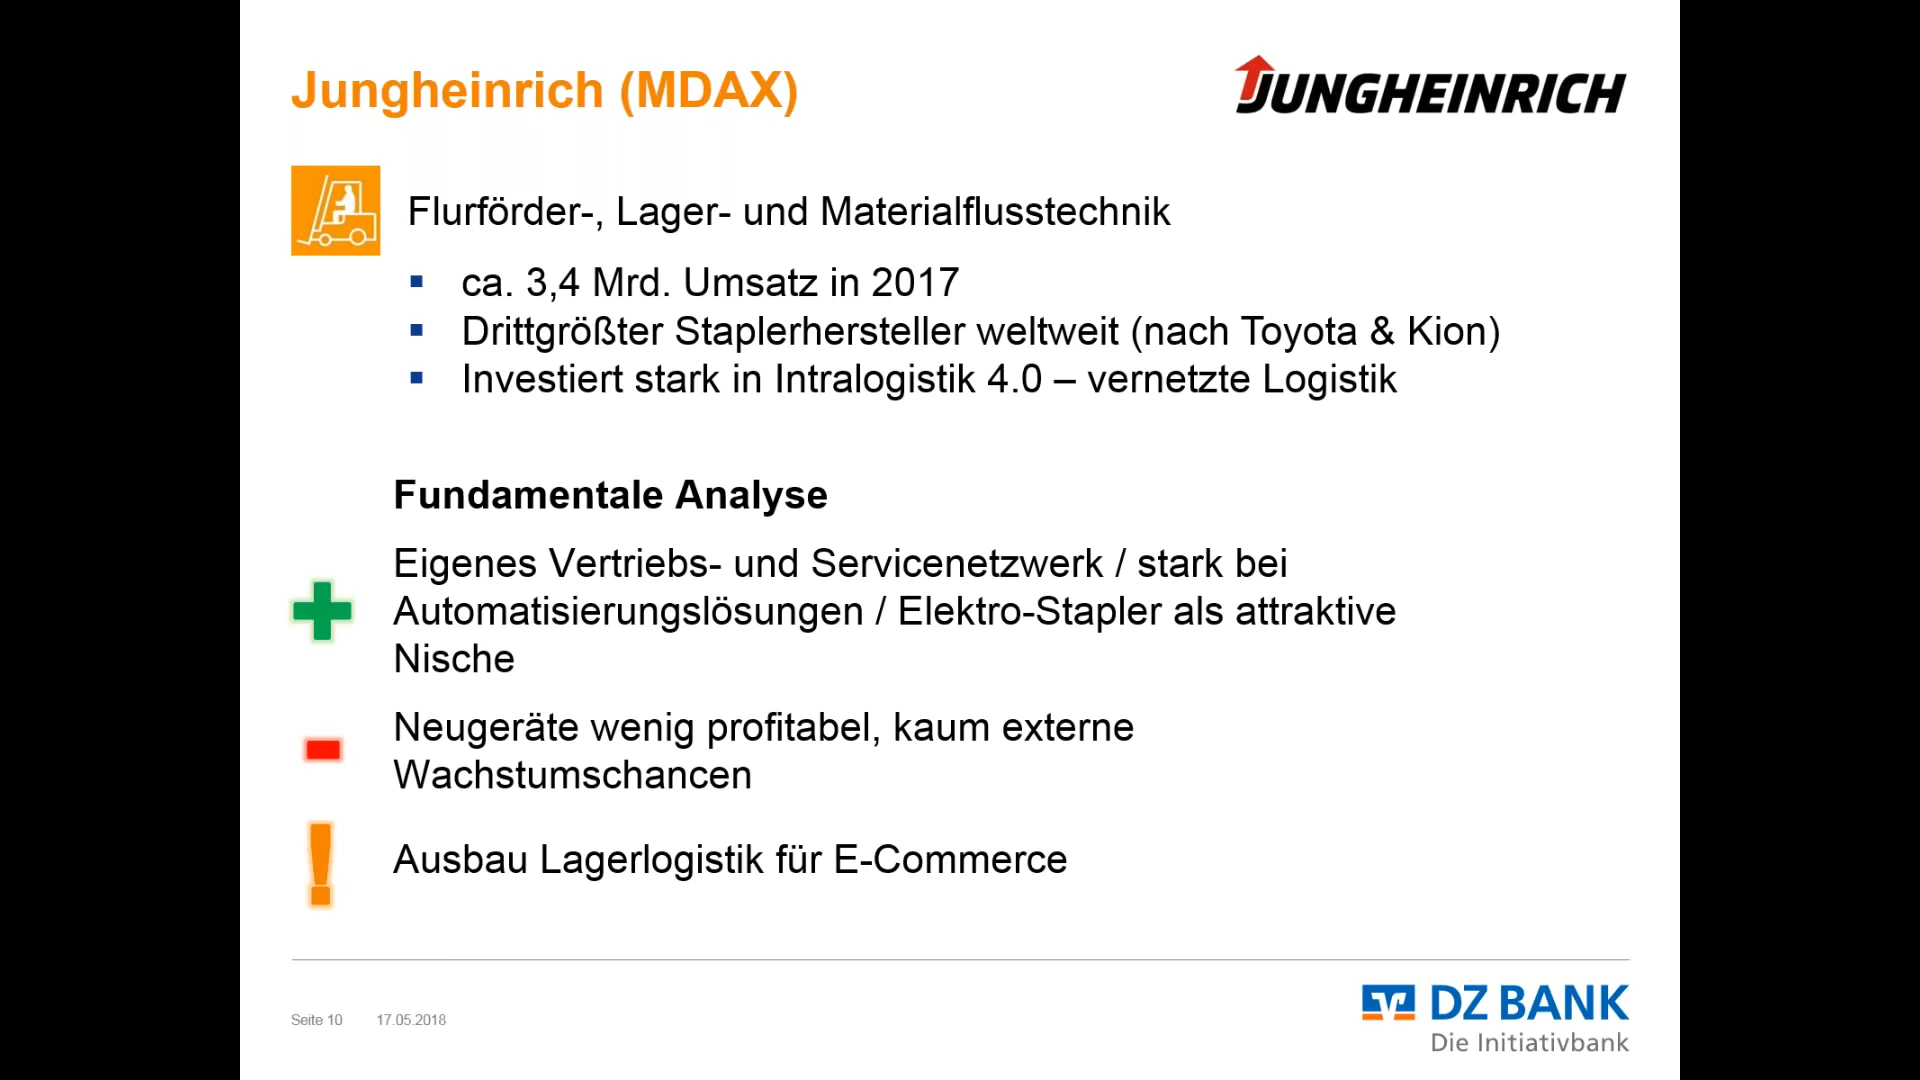 Jungheinrich (MDAX)
JUNGHEINRICH
Flurförder-, Lager- und Materialflusstechnik
ca. 3,4 Mrd. Umsatz in 2017
Drittgrößter Staplerhersteller weltweit (nach Toyota & Kion)
Investiert stark in Intralogistik 4.0 – vernetzte Logistik
Fundamentale Analyse
Eigenes Vertriebs- und Servicenetzwerk / stark bei
Automatisierungslösungen / Elektro-Stapler als attraktive
Nische
Neugeräte wenig profitabel, kaum externe
Wachstumschancen
Ausbau Lagerlogistik für E-Commerce
Seite 10 17.05.2018
DZ BANK
Die Initiativbank